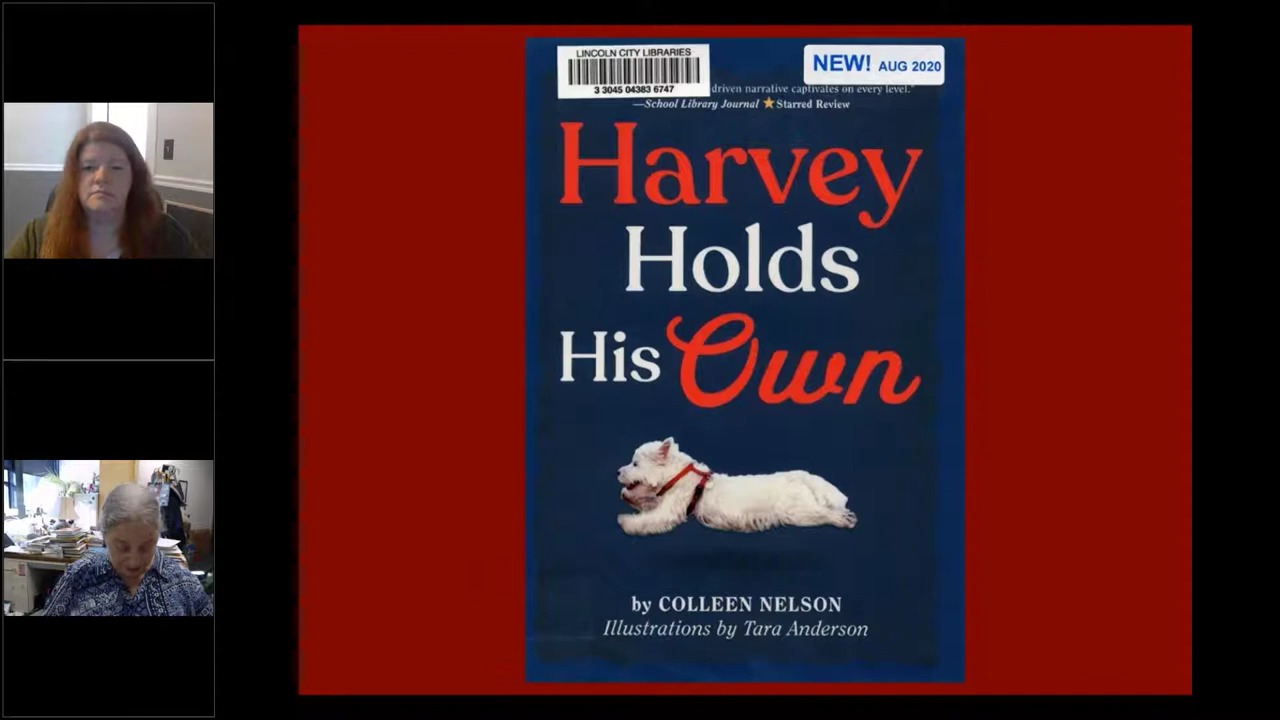 LINCOLN CITY LIBRARIES
3 3045 04383 6747
NEW! AUG 2020
driven narrative captivates on every level."
—School Library Journal ★ Starred Review
Harvey
Holds
His Own
by COLLEEN NELSON
Illustrations by Tara Anderson